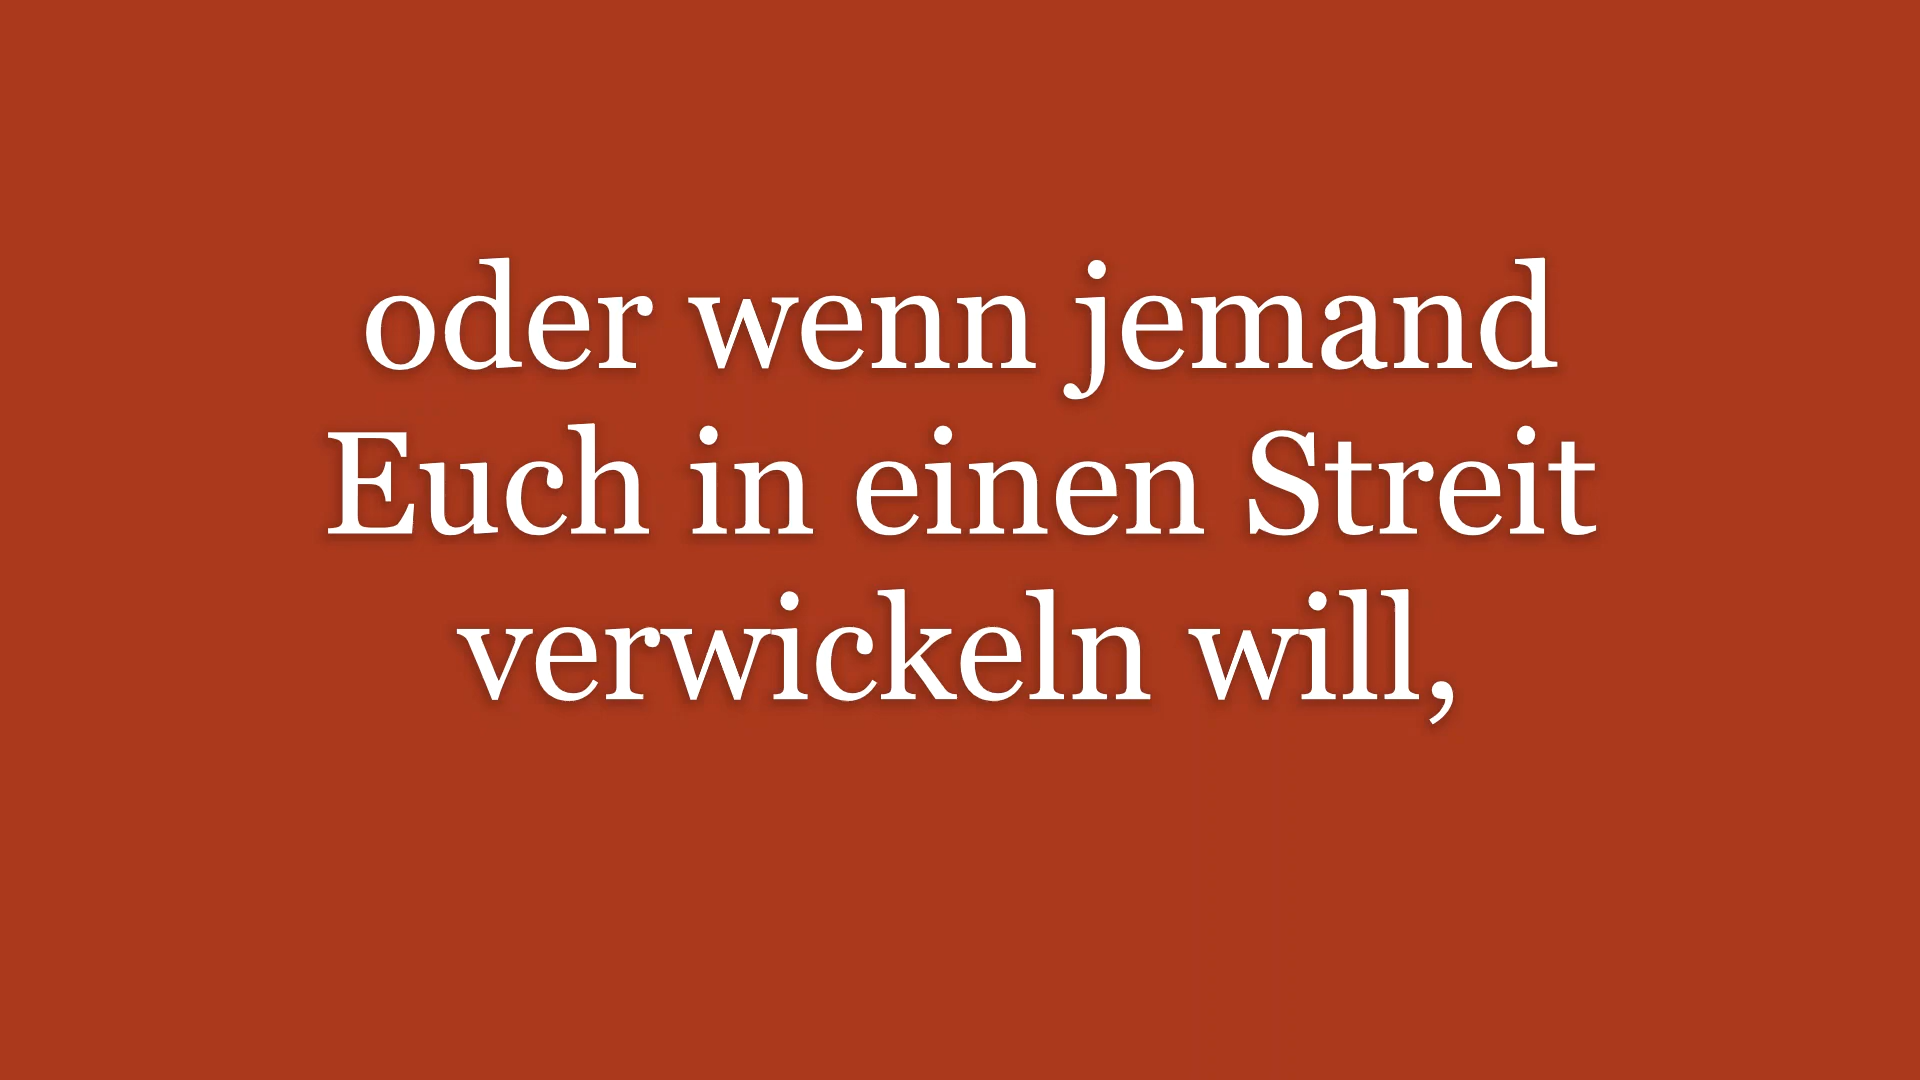 oder wenn jemand
Euch in einen Streit
verwickeln will,